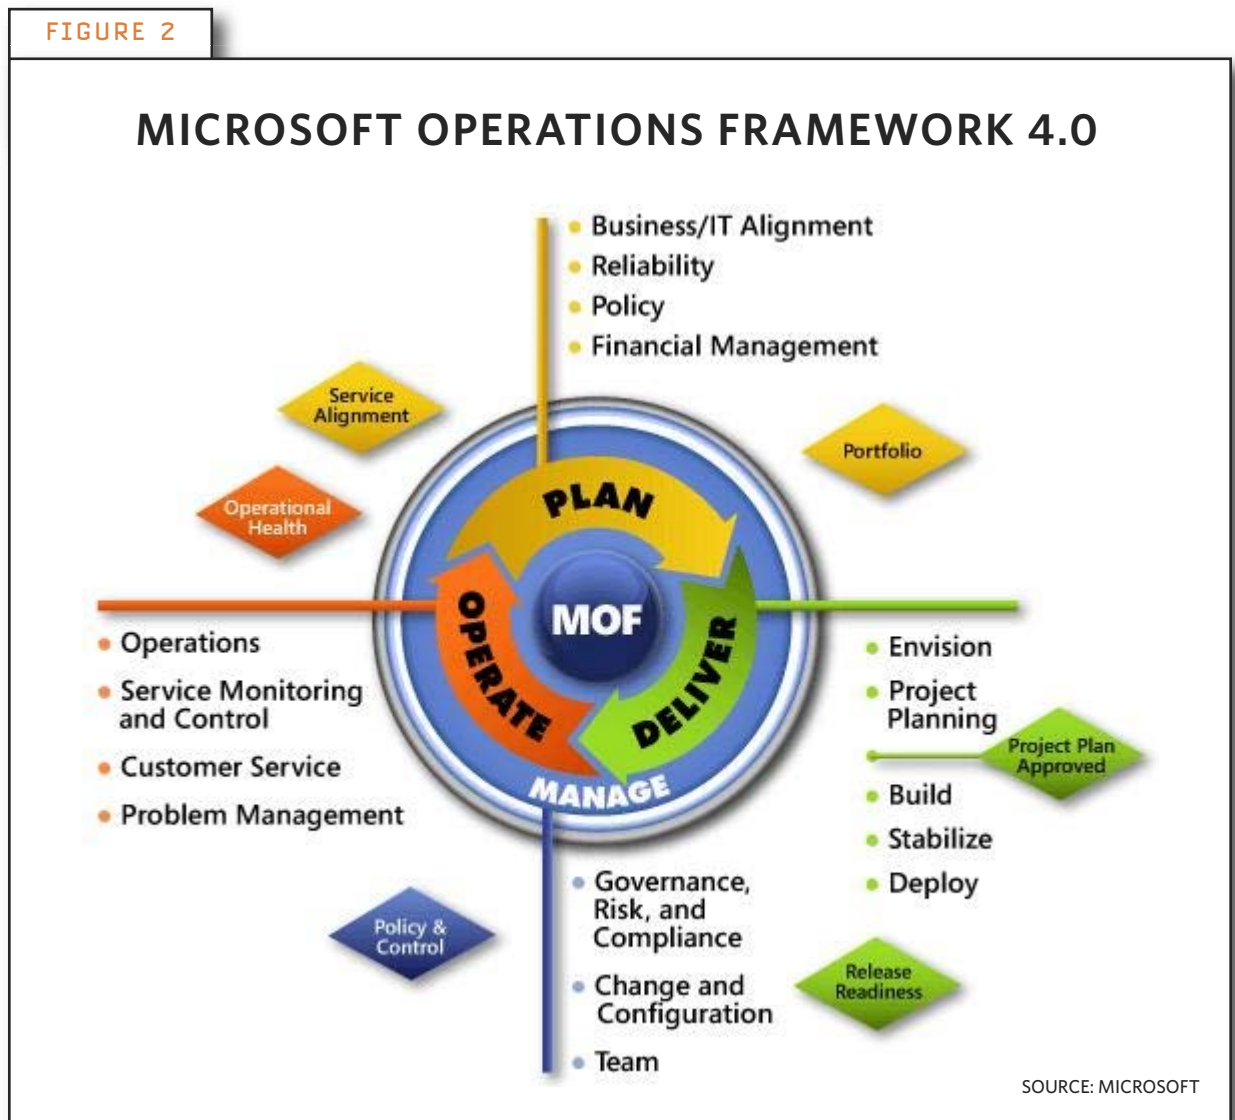 FIGURE 2
MICROSOFT OPERATIONS FRAMEWORK 4.0
Business/IT Alignment
Reliability
Policy
Financial Management
Service
Alignment
Portfolio
Operational
Health
PLAN
MOF
OPERATE
DELIVER
MANAGE
Operations
Service Monitoring
and Control
Customer Service
Problem Management
Envision
Project
Planning
Project Plan
Approved
Build
Stabilize
Deploy
Policy &
Control
Governance,
Risk, and
Compliance
Change and
Configuration
Team
Release
Readiness
SOURCE: MICROSOFT